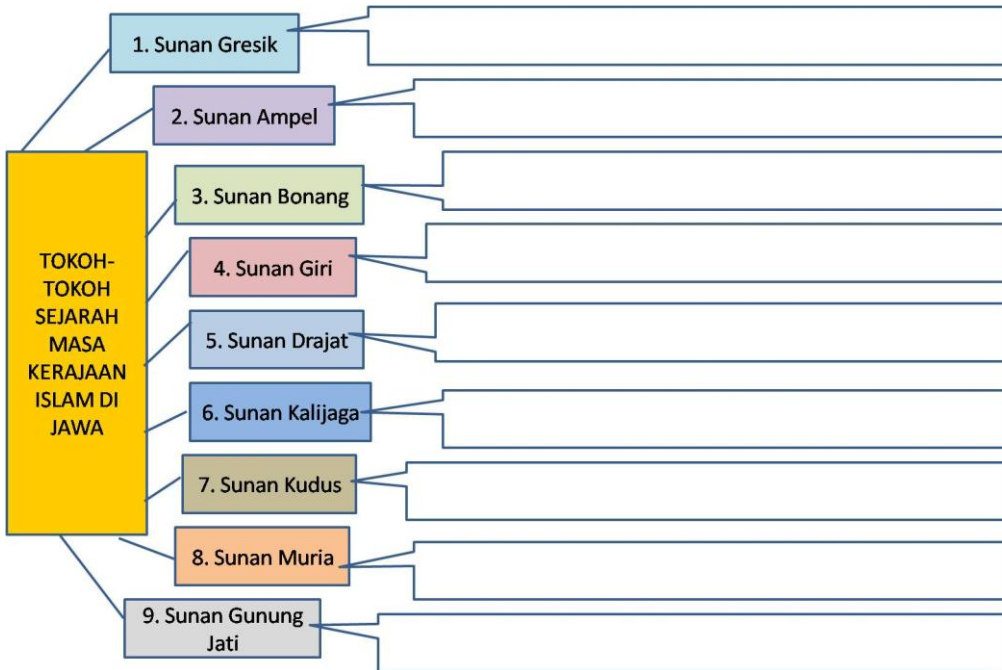 1. Sunan Gresik
2. Sunan Ampel
3. Sunan Bonang
4. Sunan Giri
5. Sunan Drajat
6. Sunan Kalijaga
7. Sunan Kudus
8. Sunan Muria
9. Sunan Gunung
Jati
TOKOH-
TOKOH
SEJARAH
MASA
KERAJAAN
ISLAM DI
JAWA